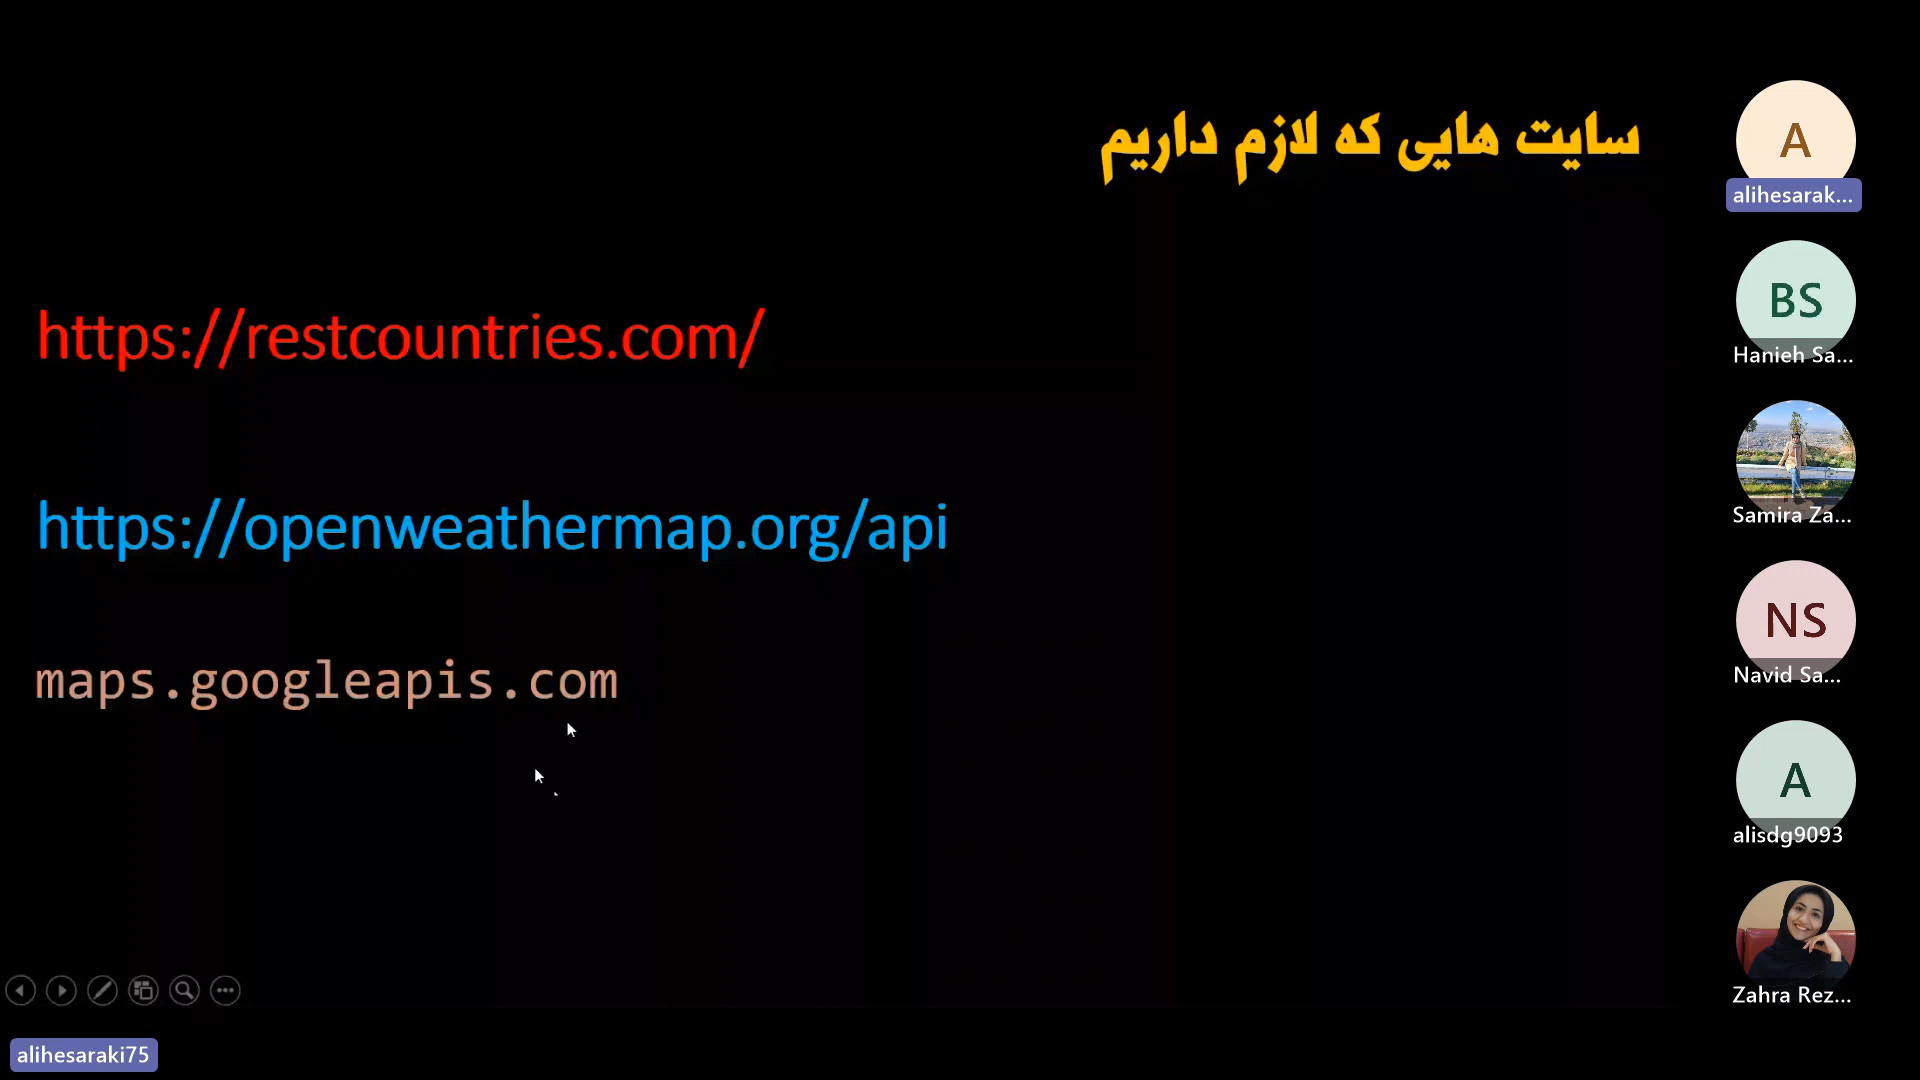 سایت هایی که لازم داریم
https://restcountries.com/
https://openweathermap.org/api
maps.googleapis.com
A
alihesarak...
BS
Hanieh Sa...
Samira Za...
NS
Navid Sa...
A
alisdg9093
Zahra Rez...
alihesaraki75